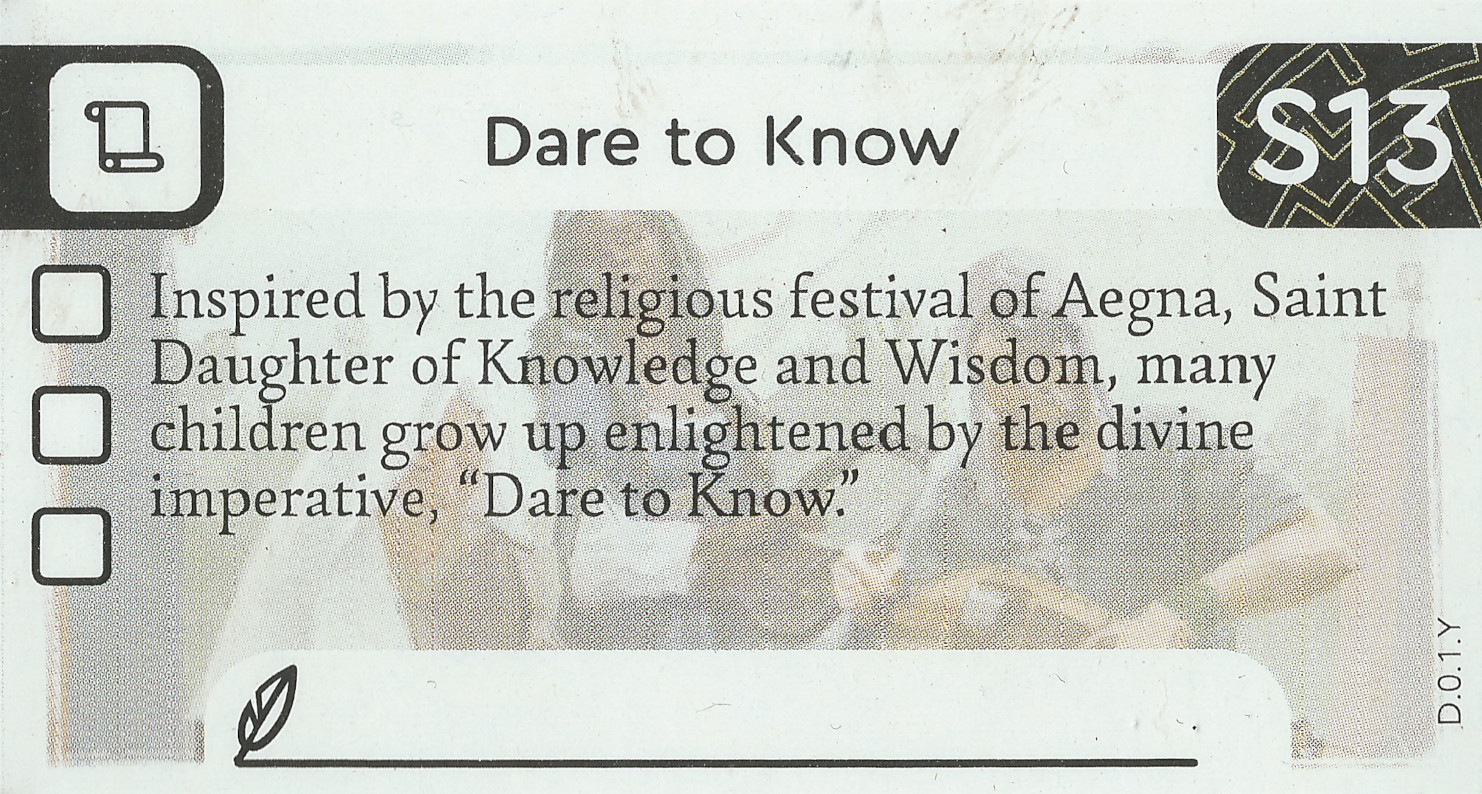 Dare to Know
S13
Inspired by the religious festival of Aegna, Saint
Daughter of Knowledge and Wisdom, many
children grow up enlightened by the divine
imperative, “Dare to Know.”
D.0.1.Y